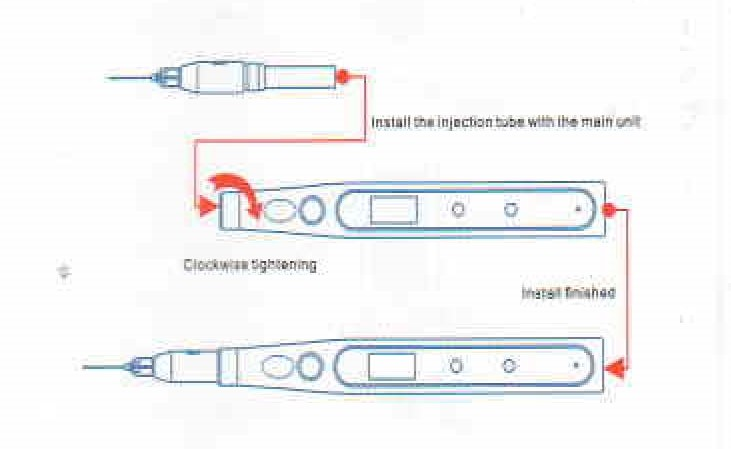 Install the injection tube with the main unit
Clockwise tightening
Install finished